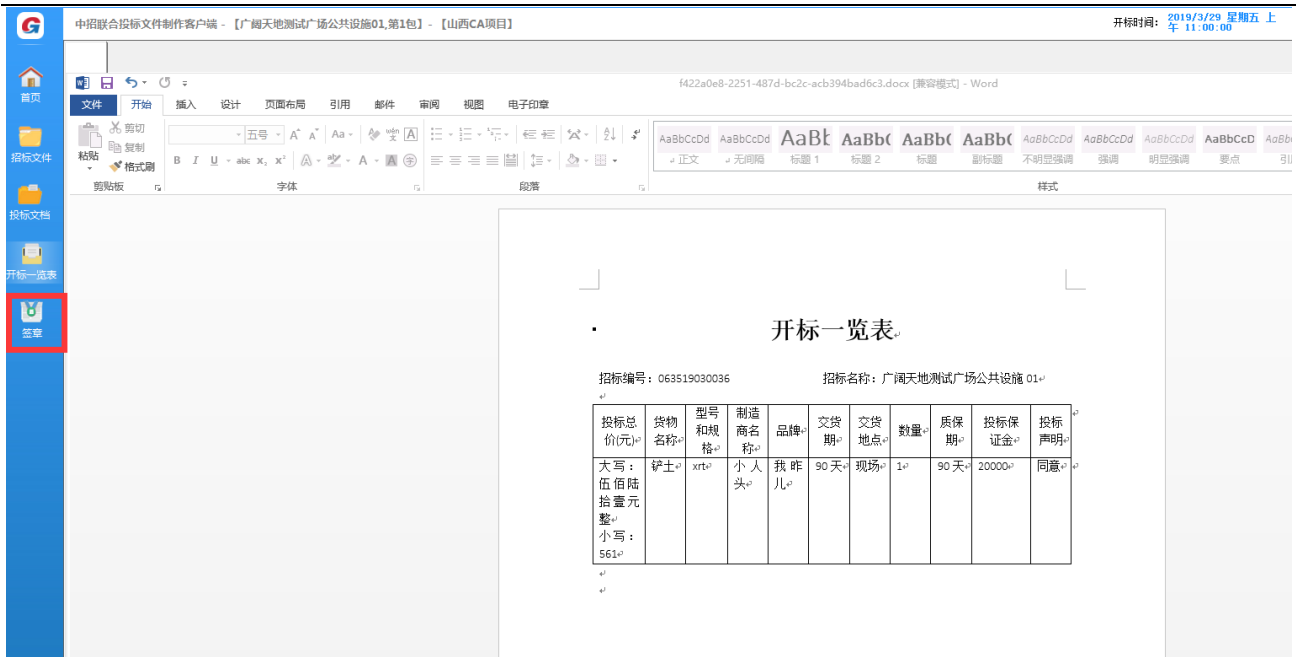 中招联合投标文件制作客户端 - 【广阔天地测试广场公共设施01,第1包】 - 【山西CA项目】
开标时间: 2019/3/29 星期五 上午 11:00:00
首页
招标文件
投标文档
开标一览表
签章
f422a0e8-2251-487d-bc2c-acb394bad6c3.docx [兼容模式] - Word
文件 开始 插入 设计 页面布局 引用 邮件 审阅 视图 电子印章
剪切
复制
粘贴
格式刷
五号
剪贴板 字体 段落 样式
AaBbCcDd AaBbCcDd AaBb AaBb( AaBb( AaBb( AaBbCcDd AaBbCcDd AaBbCcDd AaBbCcD
正文 无间隔 标题 1 标题 2 标题 副标题 不明显强调 强调 明显强调 要点
开标一览表
招标编号: 063519030036 招标名称: 广阔天地测试广场公共设施 01
投标总价(元) 货物名称 型号和规格 制造商名称 品牌 交货期 交货地点 数量 质保期 投标保证金 投标声明
大写: 伍佰陆拾壹元整 小写: 561 铲土 xrt 小人头 我昨儿 90 天 现场 1 90 天 20000 同意